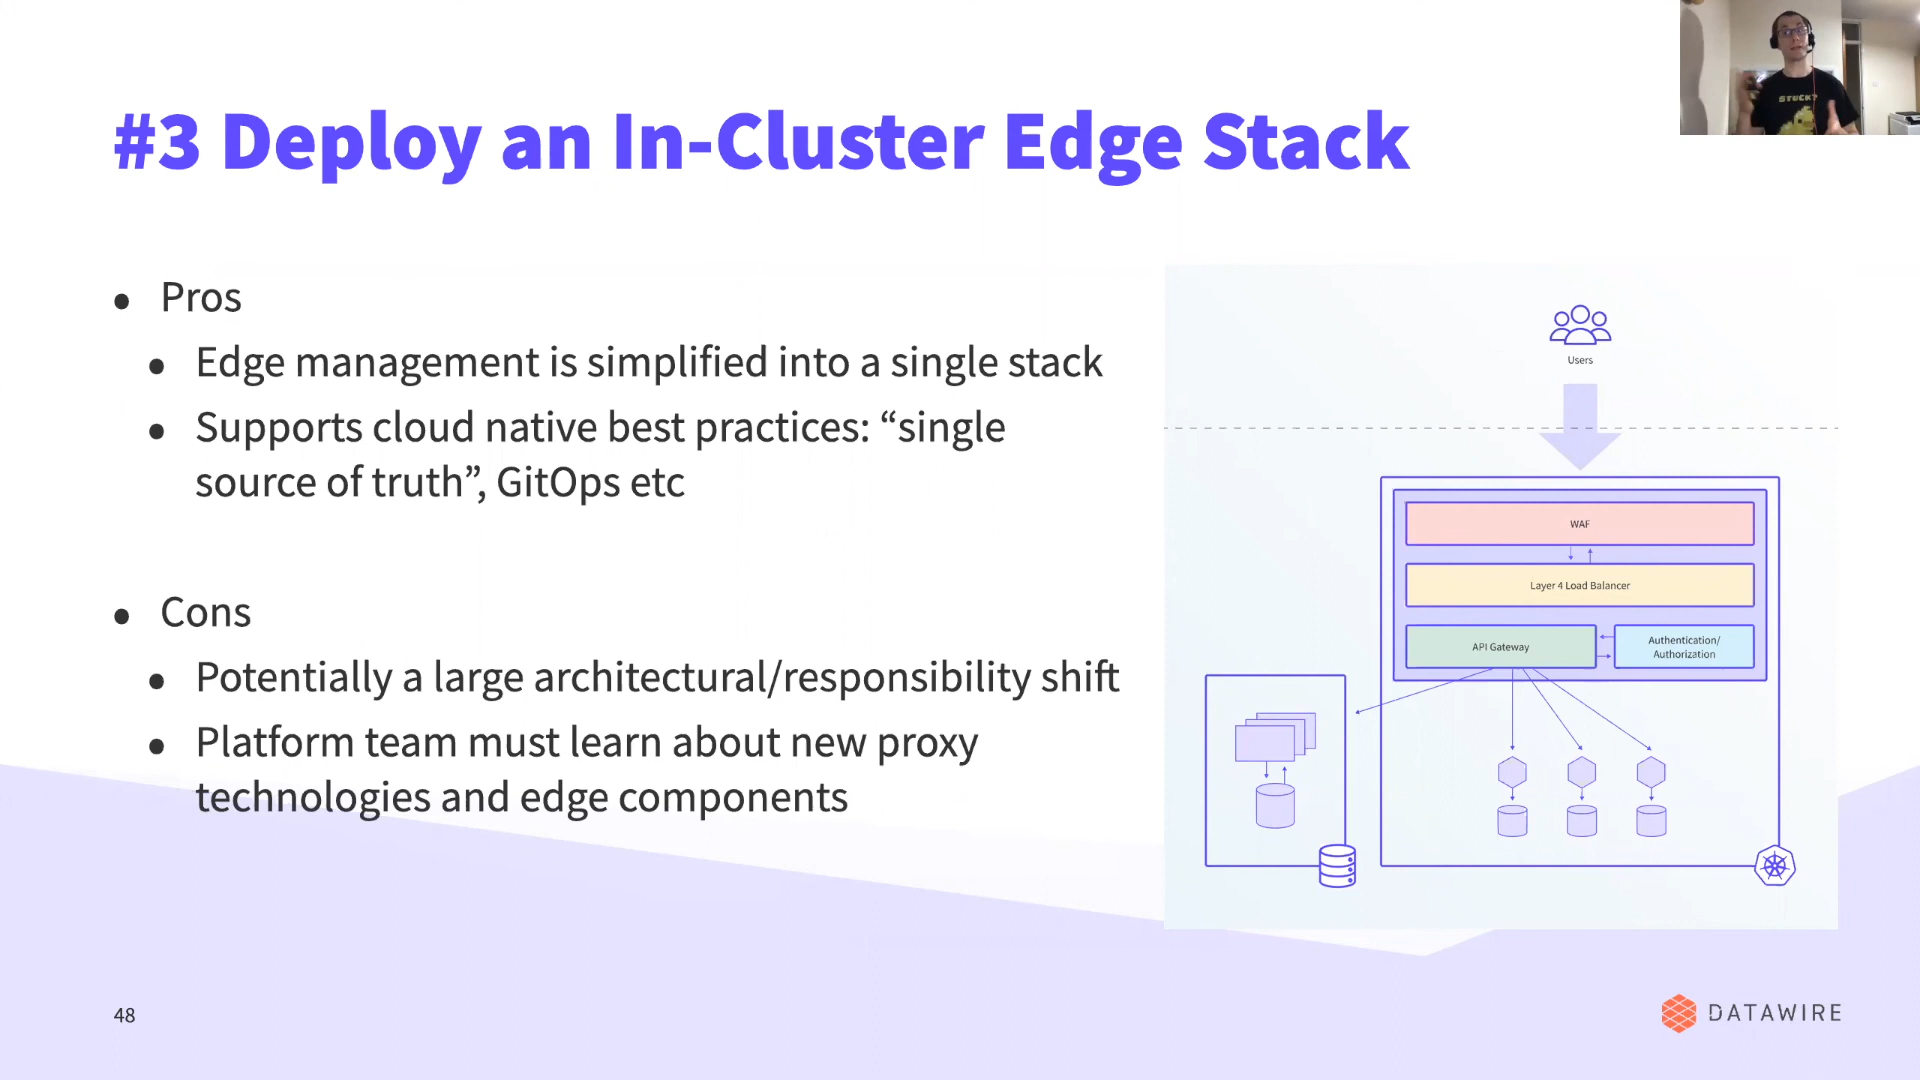 #3 Deploy an In-Cluster Edge Stack
STUCK?
● Pros
● Edge management is simplified into a single stack
● Supports cloud native best practices: “single
source of truth”, GitOps etc
● Cons
● Potentially a large architectural/responsibility shift
● Platform team must learn about new proxy
technologies and edge components
Users
WAF
Layer 4 Load Balancer
API Gateway
Authentication/
Authorization
48
DATAWIRE